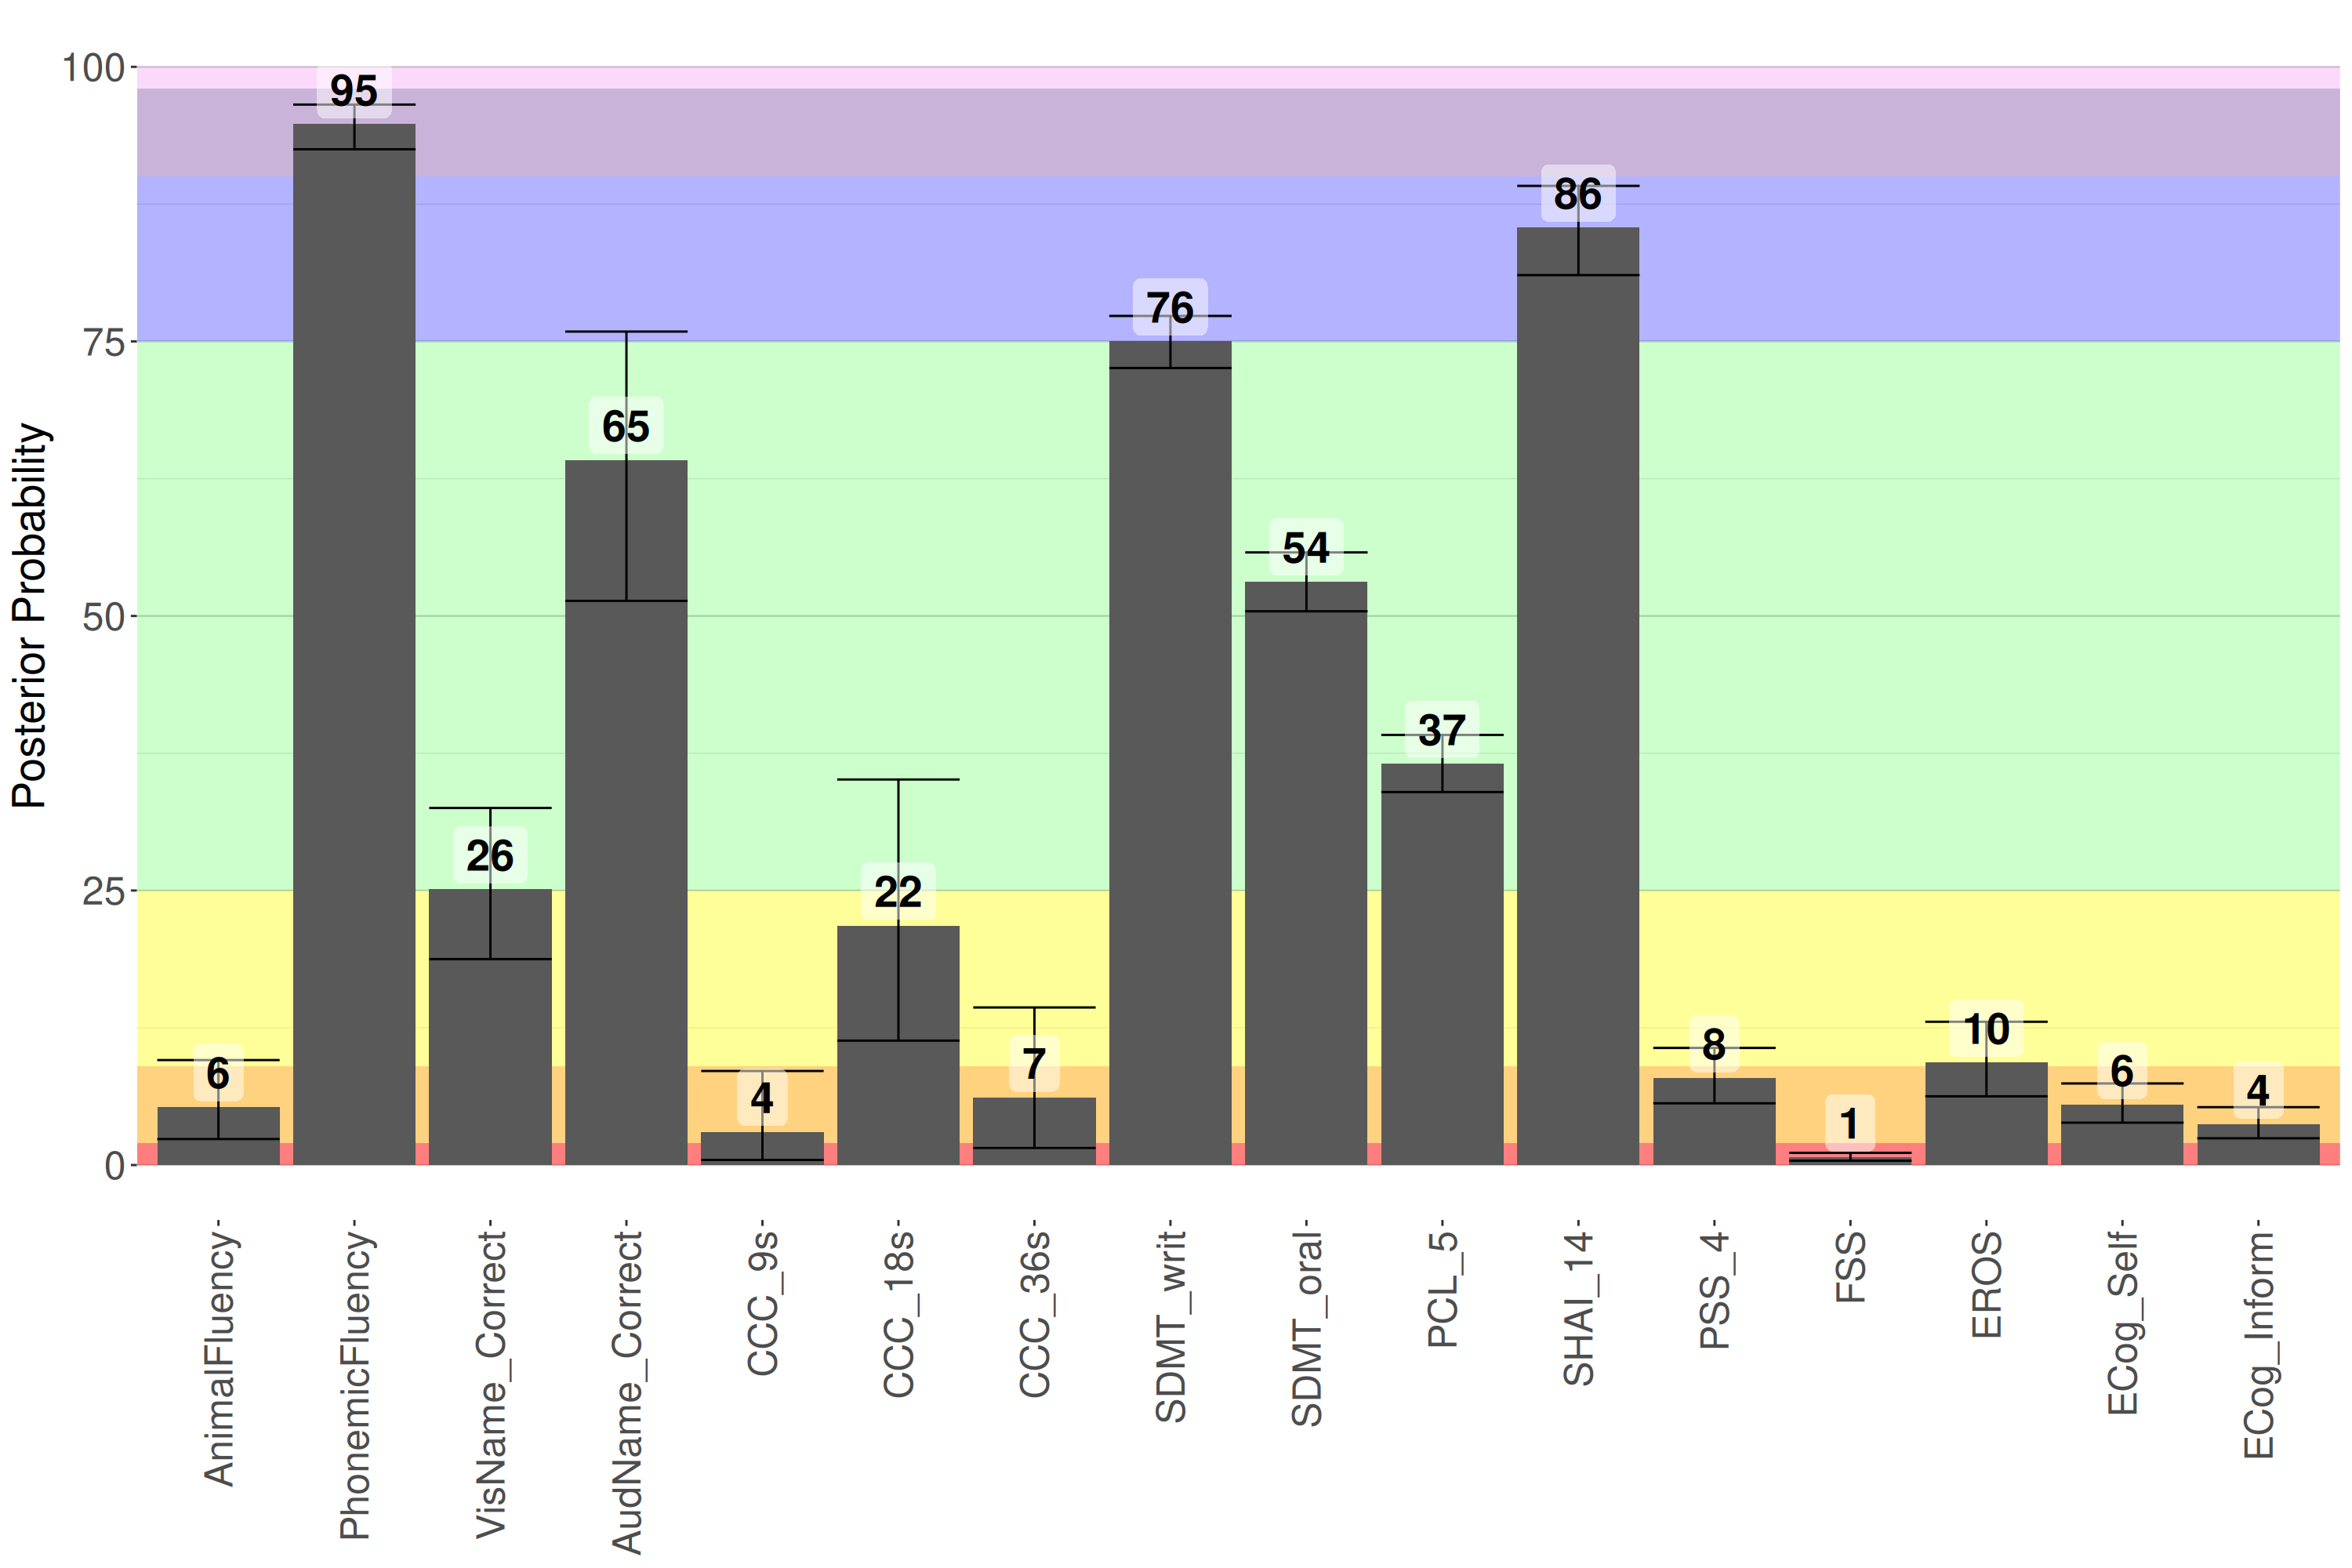 Posterior Probability
100
75
50
25
0
6
95
26
65
4
22
7
76
54
37
86
8
1
10
6
4
AnimalFluency
PhonemicFluency
VisName_Correct
AudName_Correct
CCC_9s
CCC_18s
CCC_36s
SDMT_writ
SDMT_oral
PCL_5
SHAI_14
PSS_4
FSS
EROS
ECog_Self
ECog_Inform